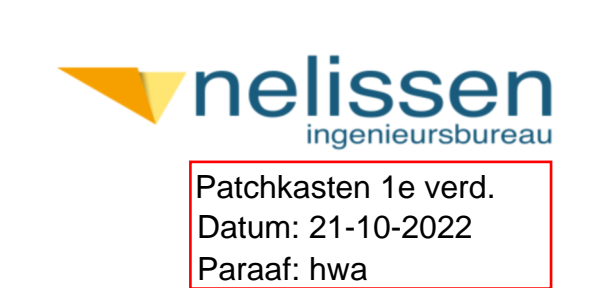 nelissen
ingenieursbureau
Patchkasten 1e verd.
Datum: 21-10-2022
Paraaf: hwa